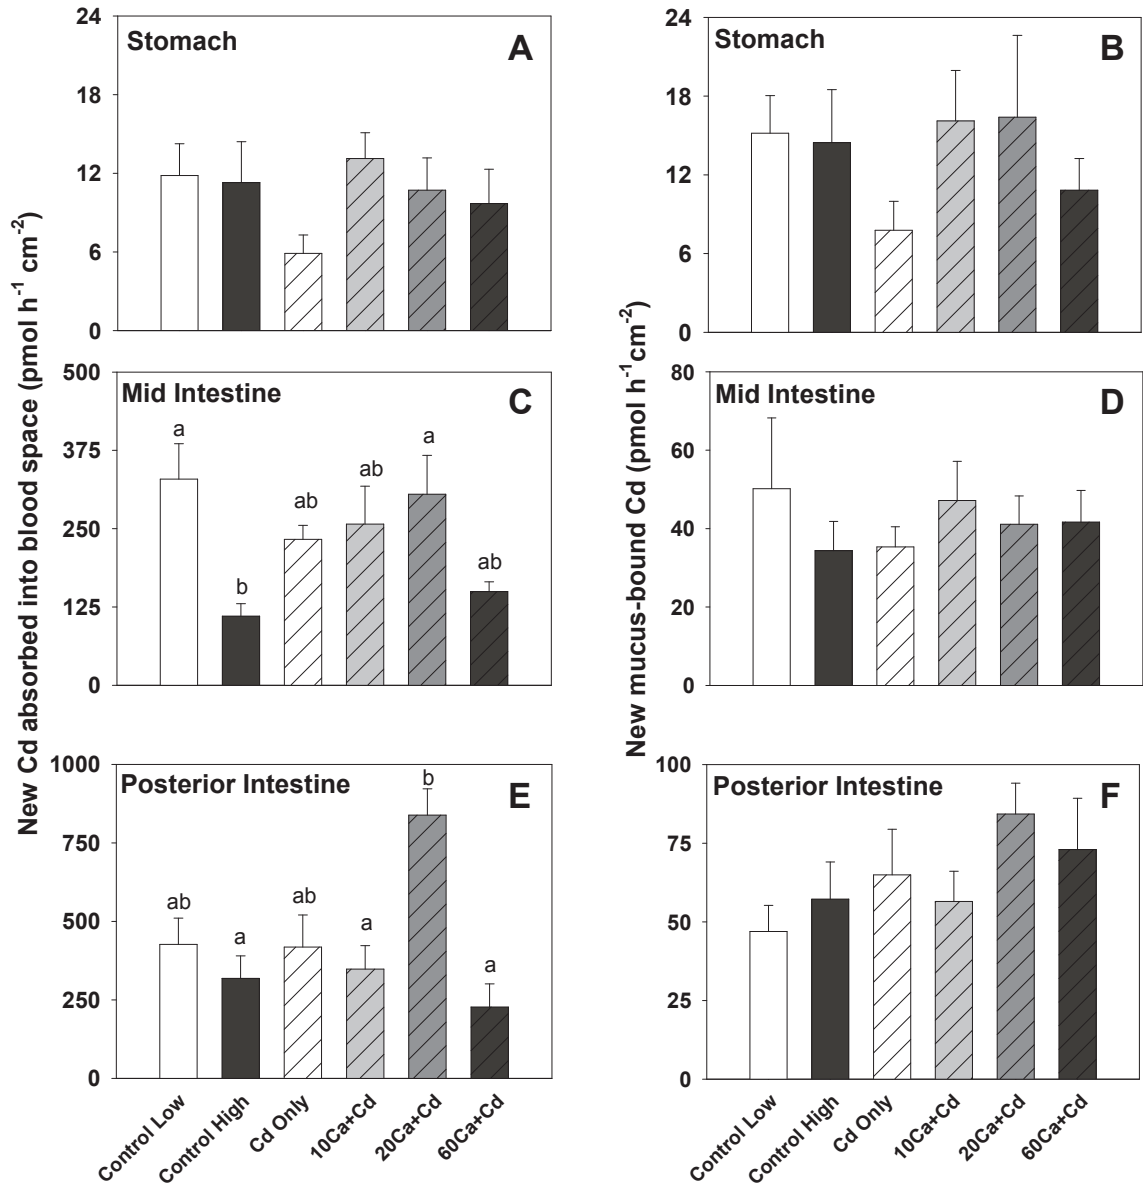 New Cd absorbed into blood space (pmol h⁻¹ cm⁻²)
Stomach
A
24
18
12
6
0
Mid Intestine
C
500
375
250
125
0
a
b
ab
ab
a
ab
Posterior Intestine
E
1000
750
500
250
0
ab
a
ab
a
b
a
Control Low
Control High
Cd Only
10Ca+Cd
20Ca+Cd
60Ca+Cd
New mucus-bound Cd (pmol h⁻¹cm⁻²)
Stomach
B
24
18
12
6
0
Mid Intestine
D
80
60
40
20
0
Posterior Intestine
F
100
75
50
25
0
Control Low
Control High
Cd Only
10Ca+Cd
20Ca+Cd
60Ca+Cd